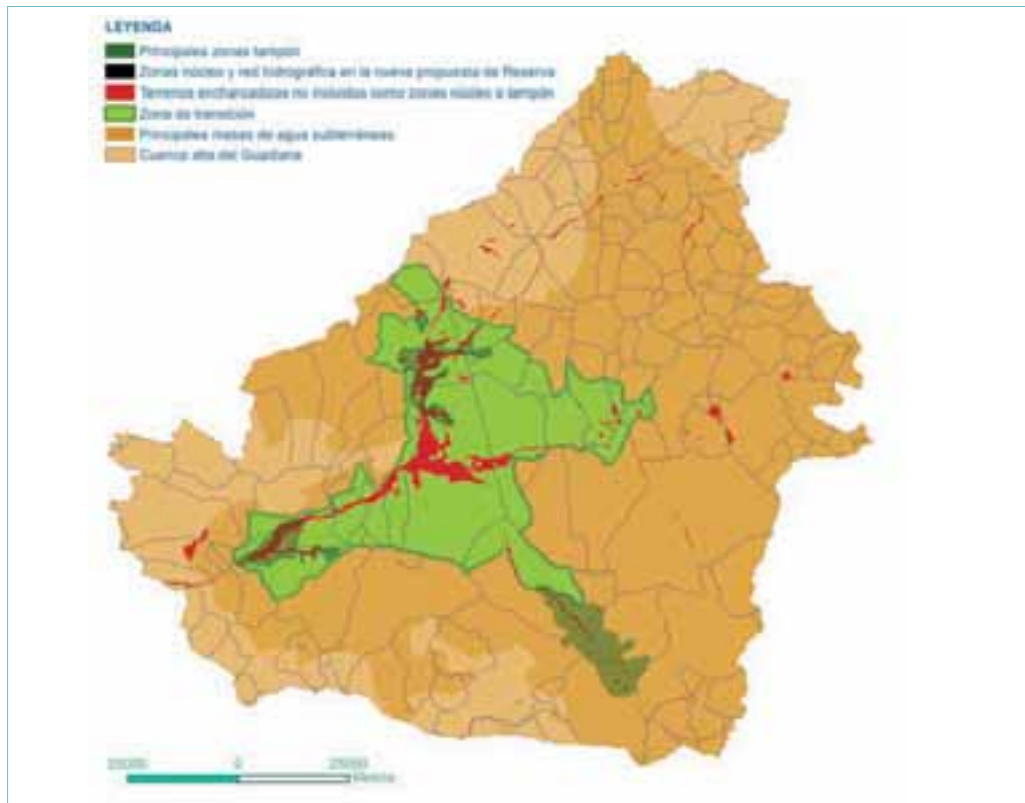 LEYENDA
Principales zonas tampón
Zonas núcleo y red hidrográfica en la nueva propuesta de Reserva
Terrenos encharcadizos no incluidos como zonas núcleo o tampón
Zona de transición
Principales masas de agua subterráneas
Cuenca alta del Guadiana
25000 0 25000
Metros